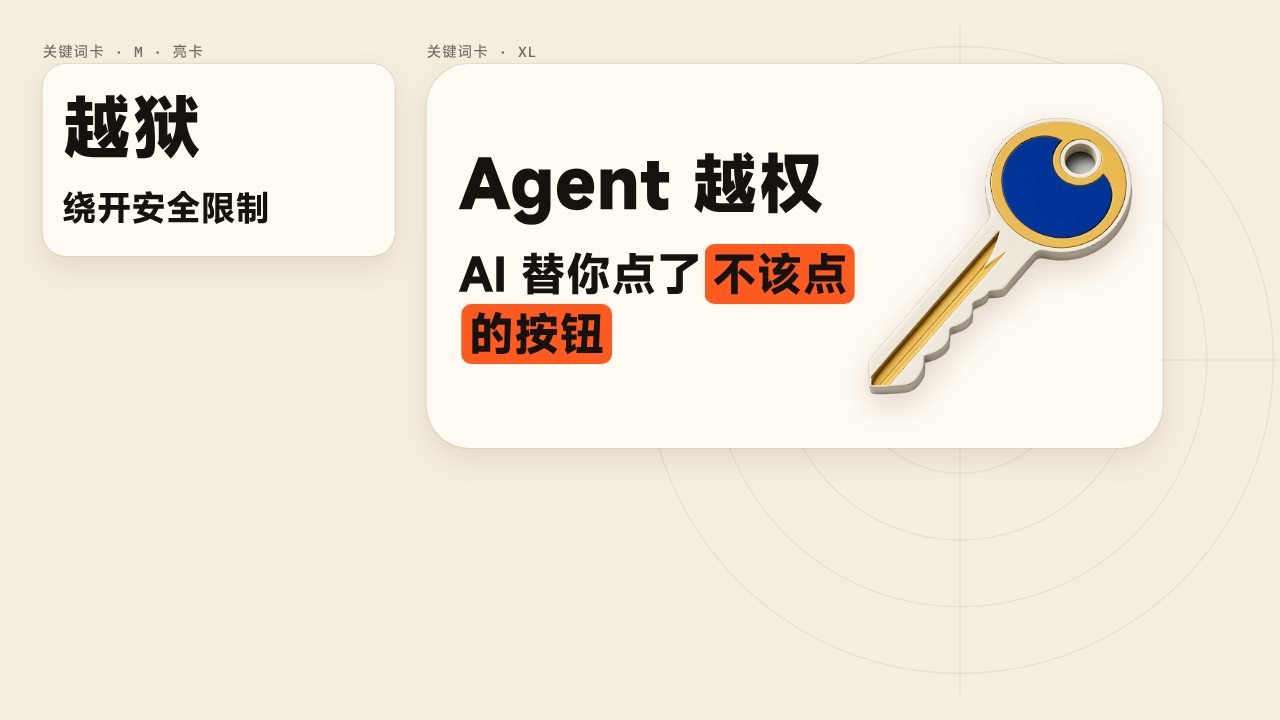 关键词卡 · M · 亮卡
越狱
绕开安全限制
关键词卡 · XL
Agent 越权
AI 替你点了不该点
的按钮